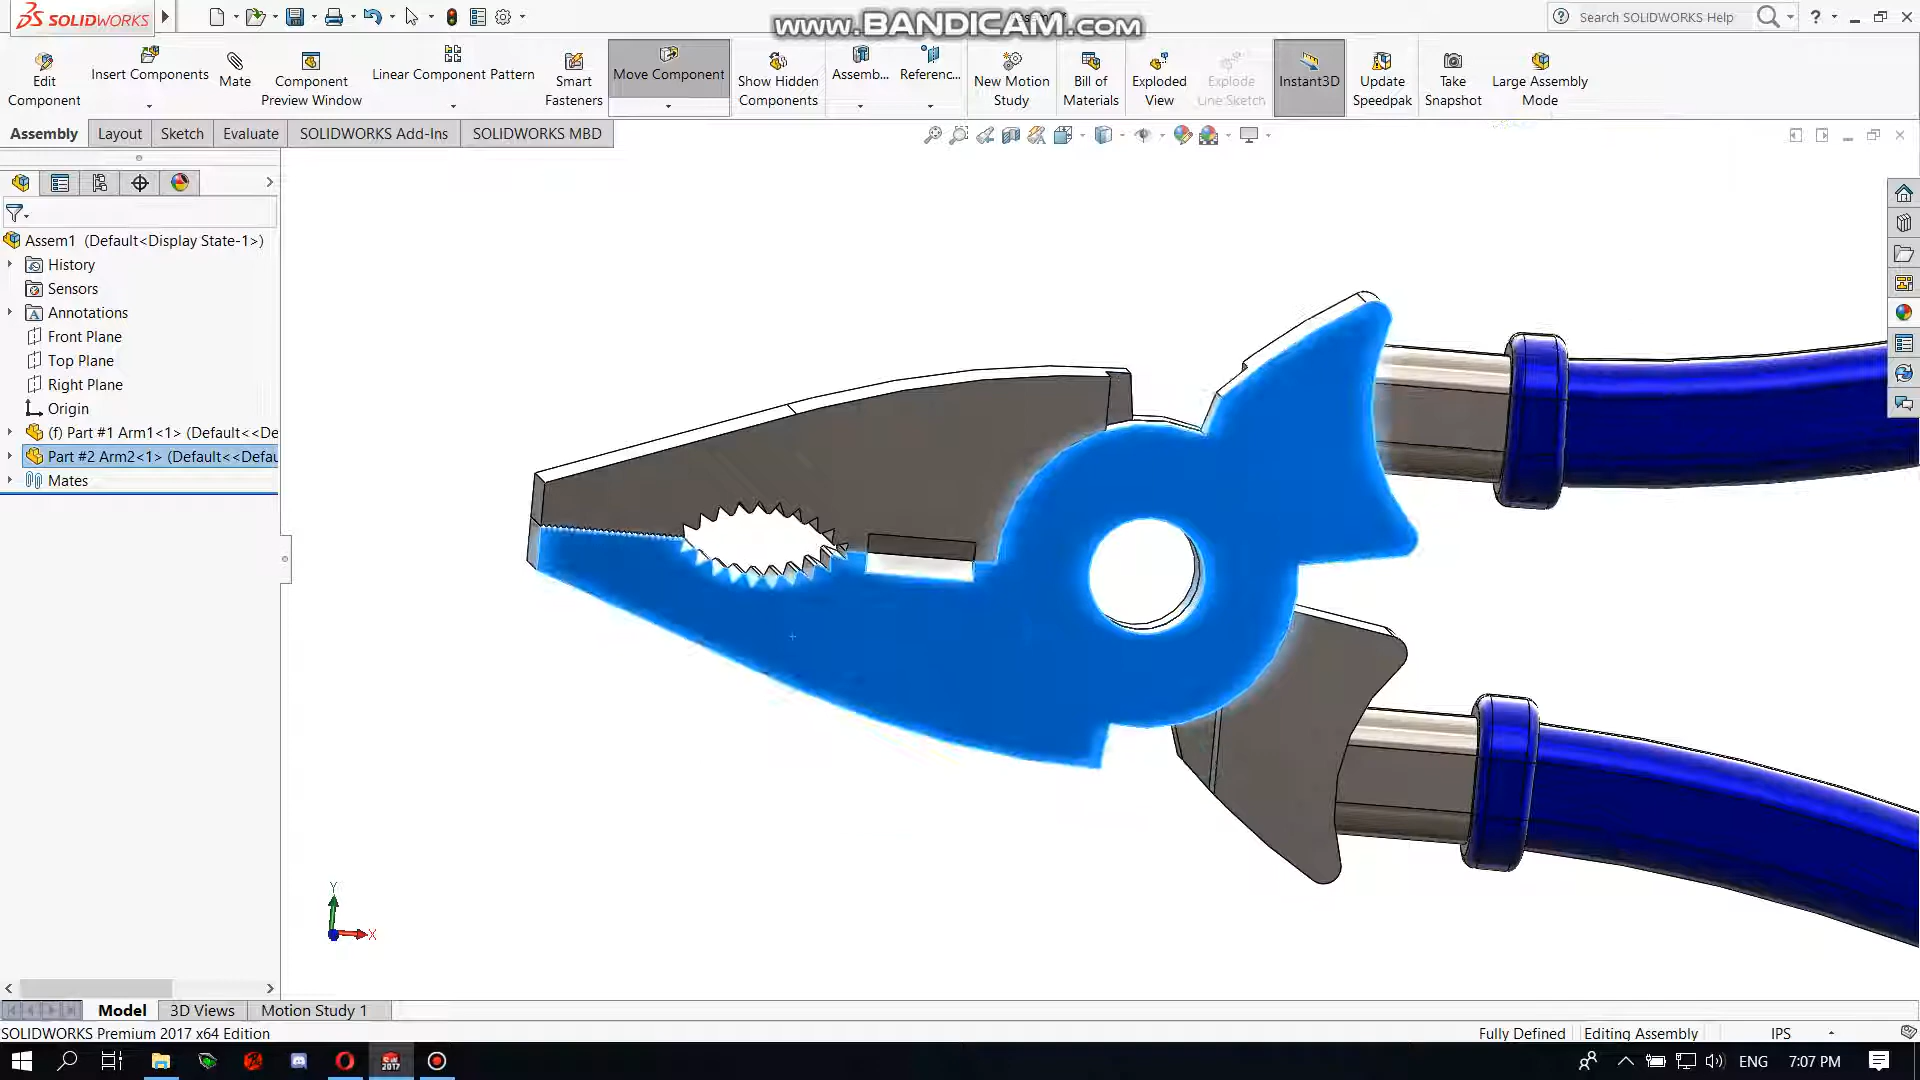 SOLIDWORKS
www.BANDICAM.com
Search SOLIDWORKS Help
Edit Component
Insert Components
Mate
Component Preview Window
Linear Component Pattern
Smart Fasteners
Move Component
Show Hidden Components
Assemb...
Referenc...
New Motion Study
Bill of Materials
Exploded View
Explode Line Sketch
Instant3D
Update Speedpak
Take Snapshot
Large Assembly Mode
Assembly
Layout
Sketch
Evaluate
SOLIDWORKS Add-Ins
SOLIDWORKS MBD
Assem1 (Default<Display State-1>)
History
Sensors
Annotations
Front Plane
Top Plane
Right Plane
Origin
(f) Part #1 Arm1<1> (Default<<De
Part #2 Arm2<1> (Default<<Defau
Mates
Y
X
Model
3D Views
Motion Study 1
SOLIDWORKS Premium 2017 x64 Edition
Fully Defined
Editing Assembly
IPS
2017
ENG
7:07 PM